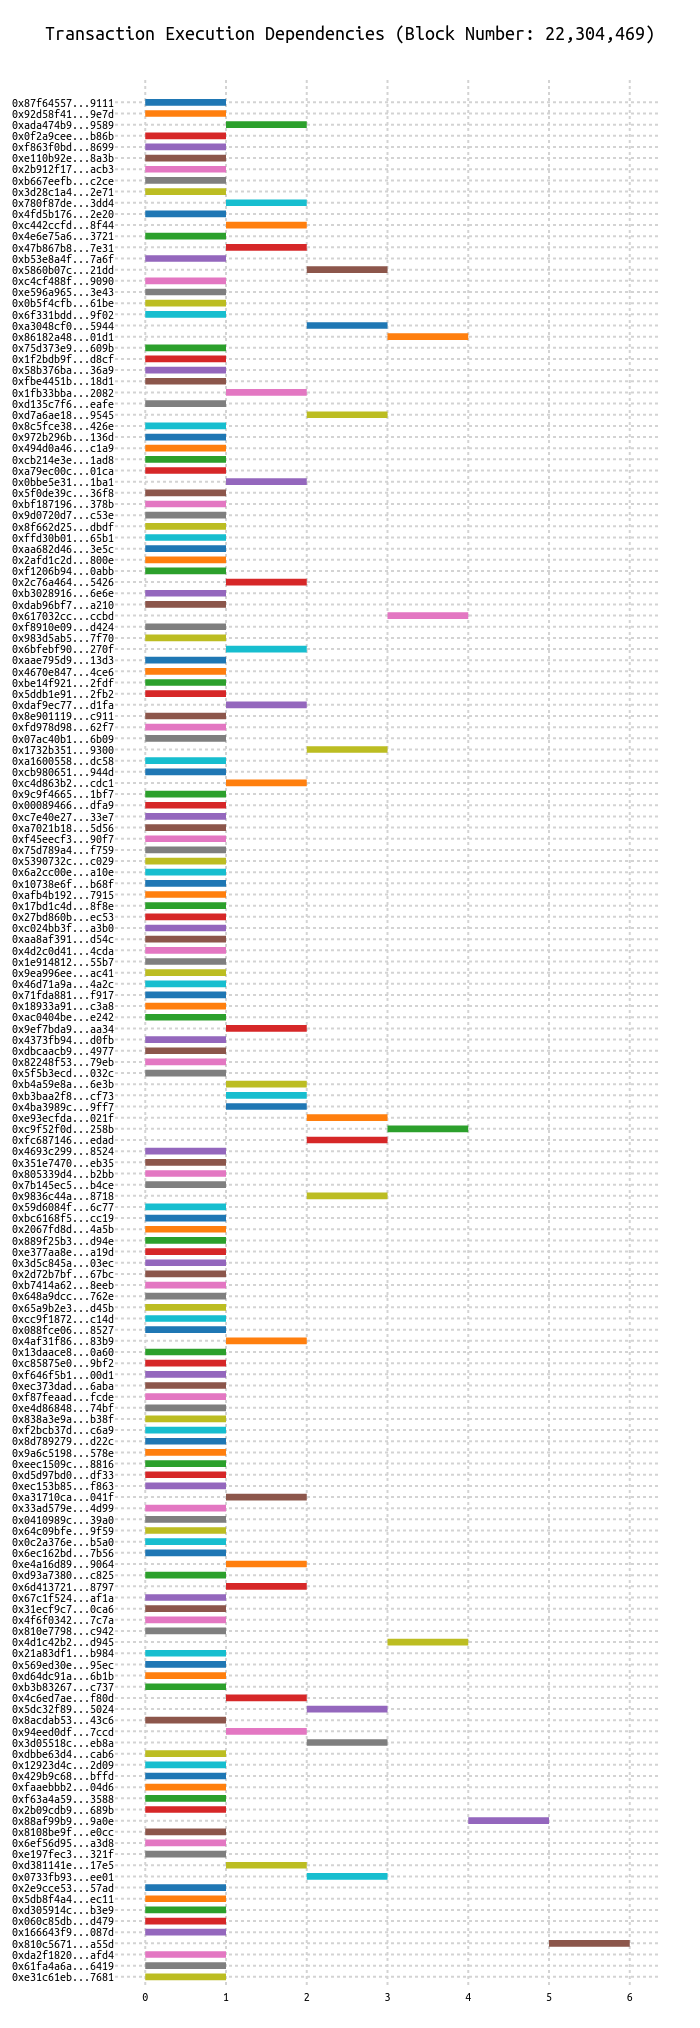 Transaction Execution Dependencies (Block Number: 22,304,469)
0x87f64557...9111
0x92d58f41...9e7d
0xada474b9...9589
0x0f2a9cee...b86b
0xf863f0bd...8699
0xe110b92e...8a3b
0x2b912f17...acb3
0xb667eefb...c2ce
0x3d28c1a4...2e71
0x780f87de...3dd4
0x4fd5b176...2e20
0xc442ccfd...8f44
0x4e6e75a6...3721
0x47b867b8...7e31
0xb53e8a4f...7a6f
0x5860b07c...21dd
0xc4cf488f...9090
0xe596a965...3e43
0x0b5f4cfb...61be
0x6f331bdd...9f02
0xa3048cf0...5944
0x86182a48...01d1
0x75d373e9...609b
0x1f2bdb9f...d8cf
0x58b376ba...36a9
0xfbe4451b...18d1
0x1fb33bba...2082
0xd135c7f6...eafe
0xd7a6ae18...9545
0x8c5fce38...426e
0x972b296b...136d
0x494d0a46...c1a9
0xcb214e3e...1ad8
0xa79ec00c...01ca
0x0bbe5e31...1ba1
0x5f0de39c...36f8
0xbf187196...378b
0x9d0720d7...c53e
0x8f662d25...dbdf
0xffd30b01...65b1
0xaa682d46...3e5c
0x2afd1c2d...800e
0xf1206b94...0abb
0x2c76a464...5426
0xb3028916...6e6e
0xdab96bf7...a210
0x617032cc...ccbd
0xf8910e09...d424
0x983d5ab5...7f70
0x6bfebf90...270f
0xaae795d9...13d3
0x4670e847...4ce6
0xbe14f921...2fdf
0x5ddb1e91...2fb2
0xdaf9ec77...d1fa
0x8e901119...c911
0xfd978d98...62f7
0x07ac40b1...6b09
0x1732b351...9300
0xa1600558...dc58
0xcb980651...944d
0xc4d863b2...cdc1
0x9c9f4665...1bf7
0x00089466...dfa9
0xc7e40e27...33e7
0xa7021b18...5d56
0xf45eecf3...90f7
0x75d789a4...f759
0x5390732c...c029
0x6a2cc00e...a10e
0x10738e6f...b68f
0xafb4b192...7915
0x17bd1c4d...8f8e
0x27bd860b...ec53
0xc024bb3f...a3b0
0xaa8af391...d54c
0x4d2c0d41...4cda
0x1e914812...55b7
0x9ea996ee...ac41
0x46d71a9a...4a2c
0x71fda881...f917
0x18933a91...c3a8
0xac0404be...e242
0x9ef7bda9...aa34
0x4373fb94...d0fb
0xdbcaacb9...4977
0x82248f53...79eb
0x5f5b3ecd...032c
0xb4a59e8a...6e3b
0xb3baa2f8...cf73
0x4ba3989c...9ff7
0xe93ecfda...021f
0xc9f52f0d...258b
0xfc687146...edad
0x4693c299...8524
0x351e7470...eb35
0x805339d4...b2bb
0x7b145ec5...b4ce
0x9836c44a...8718
0x59d6084f...6c77
0xbc6168f5...cc19
0x2067fd8d...4a5b
0x889f25b3...d94e
0xe377aa8e...a19d
0x3d5c845a...03ec
0x2d72b7bf...67bc
0xb7414a62...8eeb
0x648a9dcc...762e
0x65a9b2e3...d45b
0xcc9f1872...c14d
0x088fce06...8527
0x4af31f86...83b9
0x13daace8...0a60
0xc85875e0...9bf2
0xf646f5b1...00d1
0xec373dad...6aba
0xf87feaad...fcde
0xe4d86848...74bf
0x838a3e9a...b38f
0xf2bcb37d...c6a9
0x8d789279...d22c
0x9a6c5198...578e
0xeec1509c...8816
0xd5d97bd0...df33
0xec153b85...f863
0xa31710ca...041f
0x33ad579e...4d99
0x0410989c...39a0
0x64c09bfe...9f59
0x0c2a376e...b5a0
0x6ec162bd...7b56
0xe4a16d89...9064
0xd93a7380...c825
0x6d413721...8797
0x67c1f524...af1a
0x31ecf9c7...0ca6
0x4f6f0342...7c7a
0x810e7798...c942
0x4d1c42b2...d945
0x21a83df1...b984
0x569ed30e...95ec
0xd64dc91a...6b1b
0xb3b83267...c737
0x4c6ed7ae...f80d
0x5dc32f89...5024
0x8acdab53...43c6
0x94eed0df...7ccd
0x3d05518c...eb8a
0xdbbe63d4...cab6
0x12923d4c...2d09
0x429b9c68...bffd
0xfaaebbb2...04d6
0xf63a4a59...3588
0x2b09cdb9...689b
0x88af99b9...9a0e
0x8108be9f...e0cc
0x6ef56d95...a3d8
0xe197fec3...321f
0xd381141e...17e5
0x0733fb93...ee01
0x2e9cce53...57ad
0x5db8f4a4...ec11
0xd305914c...b3e9
0x060c85db...d479
0x166643f9...087d
0x810c5671...a55d
0xda2f1820...afd4
0x61fa4a6a...6419
0xe31c61eb...7681
0 1 2 3 4 5 6